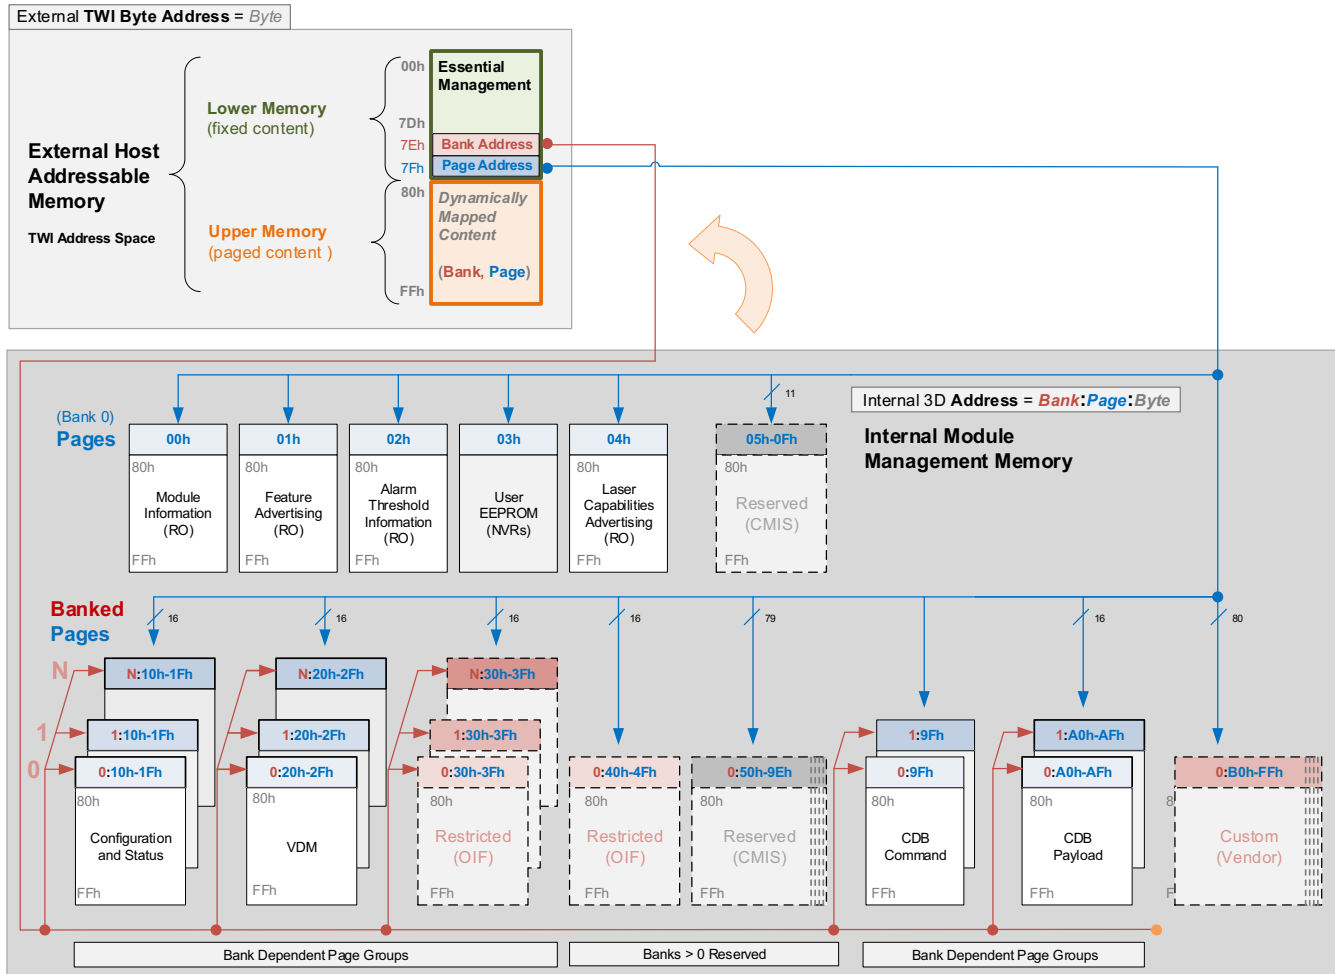 External TWI Byte Address = Byte
00h
Essential
Management
Lower Memory
(fixed content)
7Dh
7Eh
Bank Address
7Fh
Page Address
External Host
Addressable
Memory
TWI Address Space
80h
Dynamically
Mapped
Content
(Bank, Page)
Upper Memory
(paged content )
FFh
11
Internal 3D Address = Bank:Page:Byte
(Bank 0)
Pages
Internal Module
Management Memory
00h
80h
Module
Information
(RO)
FFh
01h
80h
Feature
Advertising
(RO)
FFh
02h
80h
Alarm
Threshold
Information
(RO)
FFh
03h
User
EEPROM
(NVRs)
04h
80h
Laser
Capabilities
Advertising
(RO)
FFh
05h-0Fh
80h
Reserved
(CMIS)
FFh
Banked
Pages
16
16
16
16
79
16
80
N
1
0
N:10h-1Fh
1:10h-1Fh
0:10h-1Fh
80h
Configuration
and Status
FFh
N:20h-2Fh
1:20h-2Fh
0:20h-2Fh
80h
VDM
FFh
N:30h-3Fh
1:30h-3Fh
0:30h-3Fh
80h
Restricted
(OIF)
FFh
0:40h-4Fh
80h
Restricted
(OIF)
FFh
0:50h-9Eh
80h
Reserved
(CMIS)
FFh
1:9Fh
0:9Fh
80h
CDB
Command
FFh
1:A0h-AFh
0:A0h-AFh
80h
CDB
Payload
FFh
0:B0h-FFh
8
Custom
(Vendor)
F
Bank Dependent Page Groups
Banks > 0 Reserved
Bank Dependent Page Groups